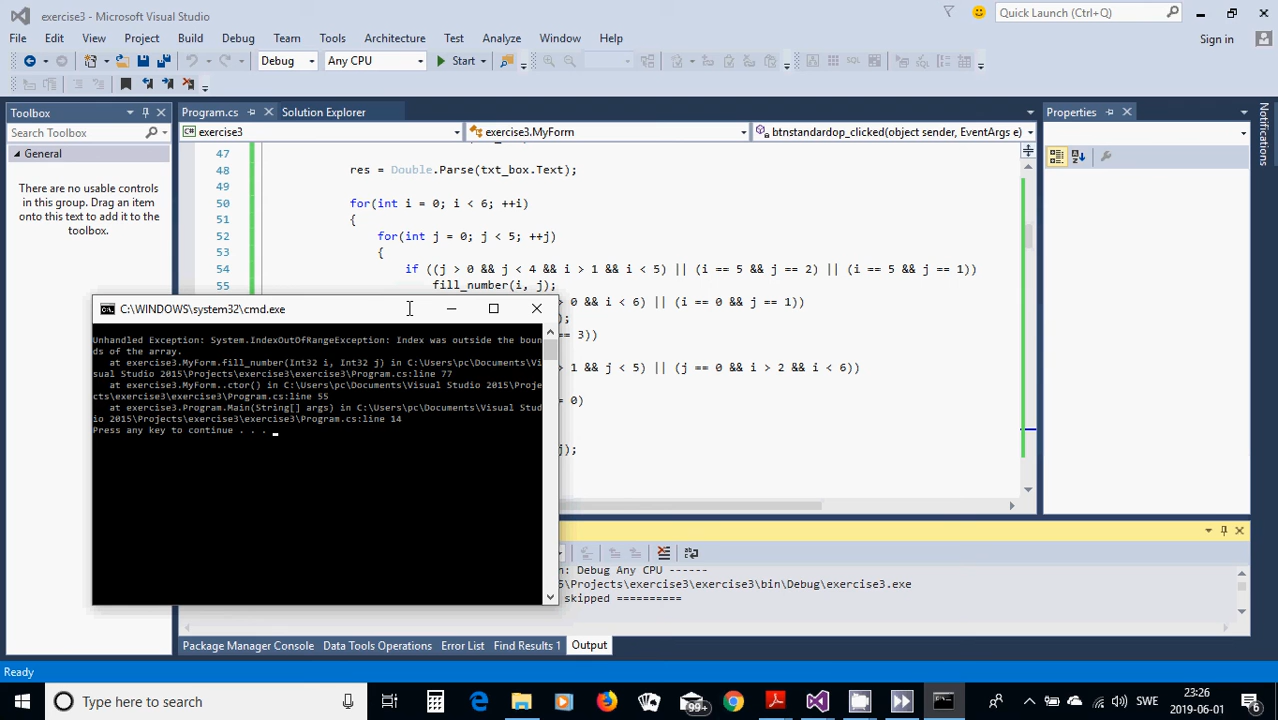 exercise3 - Microsoft Visual Studio
Quick Launch (Ctrl+Q)
File Edit View Project Build Debug Team Tools Architecture Test Analyze Window Help
Sign in
Debug Any CPU Start
Toolbox
Program.cs Solution Explorer
Properties
Notifications
Search Toolbox
exercise3 exercise3.MyForm btnstandardop_clicked(object sender, EventArgs e)
General
There are no usable controls
in this group. Drag an item
onto this text to add it to the
toolbox.
47
48 res = Double.Parse(txt_box.Text);
49
50 for(int i = 0; i < 6; ++i)
51 {
52 for(int j = 0; j < 5; ++j)
53 {
54 if ((j > 0 && j < 4 && i > 1 && i < 5) || (i == 5 && j == 2) || (i == 5 && j == 1))
55 fill_number(i, j);
> 0 && i < 6) || (i == 0 && j == 1))
);
== 3))
> 1 && j < 5) || (j == 0 && i > 2 && i < 6))
= 0)
j);
C:\WINDOWS\system32\cmd.exe
Unhandled Exception: System.IndexOutOfRangeException: Index was outside the boun
ds of the array.
at exercise3.MyForm.fill_number(Int32 i, Int32 j) in C:\Users\pc\Documents\Vi
sual Studio 2015\Projects\exercise3\exercise3\Program.cs:line 77
at exercise3.MyForm..ctor() in C:\Users\pc\Documents\Visual Studio 2015\Proje
cts\exercise3\exercise3\Program.cs:line 55
at exercise3.Program.Main(String[] args) in C:\Users\pc\Documents\Visual Stud
io 2015\Projects\exercise3\exercise3\Program.cs:line 14
Press any key to continue . . .
n: Debug Any CPU ------
\Projects\exercise3\exercise3\bin\Debug\exercise3.exe
skipped ==========
Package Manager Console Data Tools Operations Error List Find Results 1 Output
Ready
Type here to search
99+
SWE
23:26
2019-06-01
6